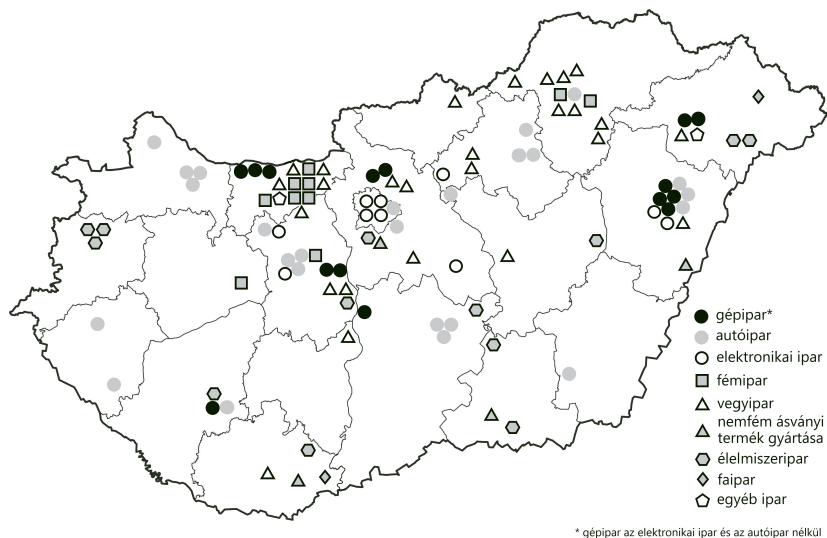 gépipar*
autóipar
elektronikai ipar
fémipar
vegyipar
nemfém ásványi
termék gyártása
élelmiszeripar
faipar
egyéb ipar
* gépipar az elektronikai ipar és az autóipar nélkül